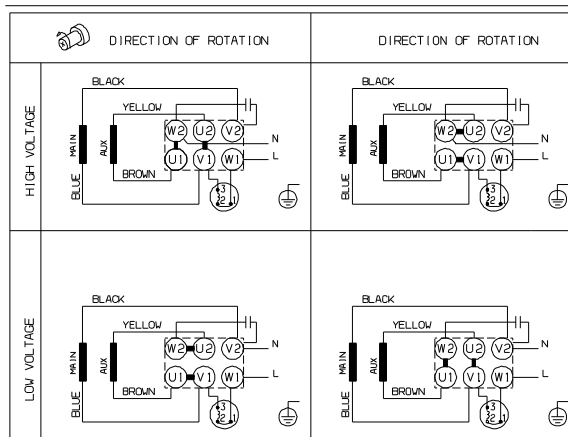 DIRECTION OF ROTATION
DIRECTION OF ROTATION
HIGH VOLTAGE
BLACK
YELLOW
MAIN
AUX
W2 U2 V2
N
U1 V1 W1
L
BROWN
BLUE
3
2 1
BLACK
YELLOW
MAIN
AUX
W2 U2 V2
N
U1 V1 W1
L
BROWN
BLUE
3
2 1
LOW VOLTAGE
BLACK
YELLOW
MAIN
AUX
W2 U2 V2
N
U1 V1 W1
L
BROWN
BLUE
3
2 1
BLACK
YELLOW
MAIN
AUX
W2 U2 V2
N
U1 V1 W1
L
BROWN
BLUE
3
2 1